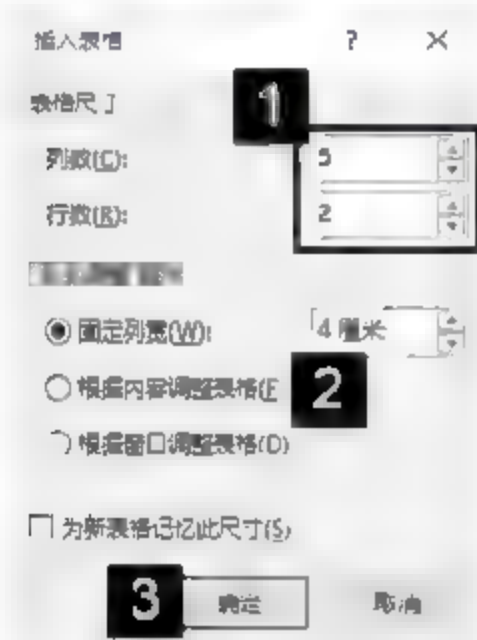 插入表格 ? ×
表格尺寸
1
列数(C): 5
行数(R): 2
固定列宽(W): 4 厘米
根据内容调整表格(F
2
根据窗口调整表格(D)
为新表格记忆此尺寸(S)
3 确定 取消